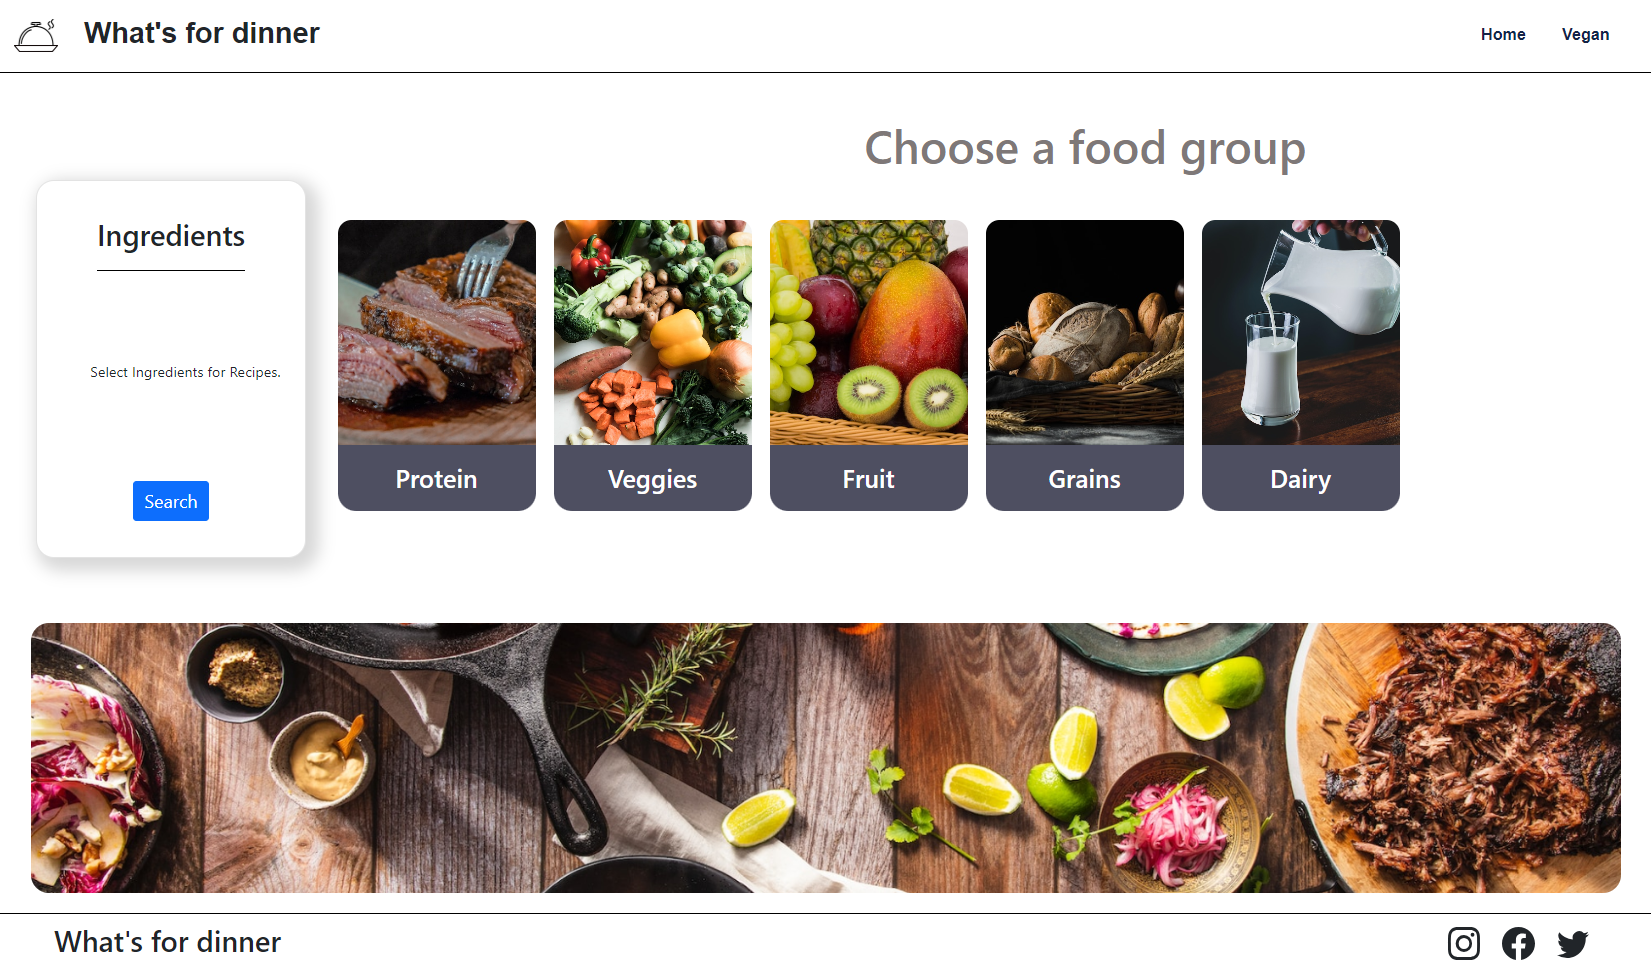 What's for dinner
Home
Vegan
Choose a food group
Ingredients
Select Ingredients for Recipes.
Search
Protein
Veggies
Fruit
Grains
Dairy
What's for dinner